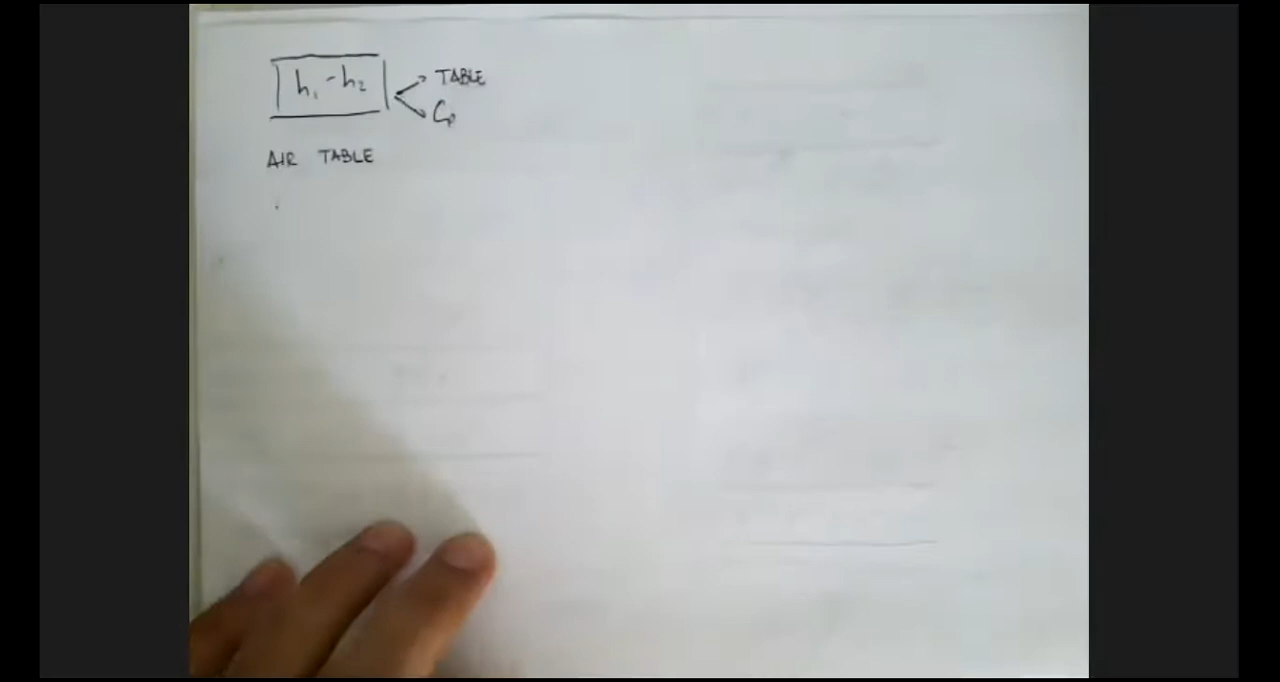 h₁ - h₂ < TABLE
Cp
AIR TABLE